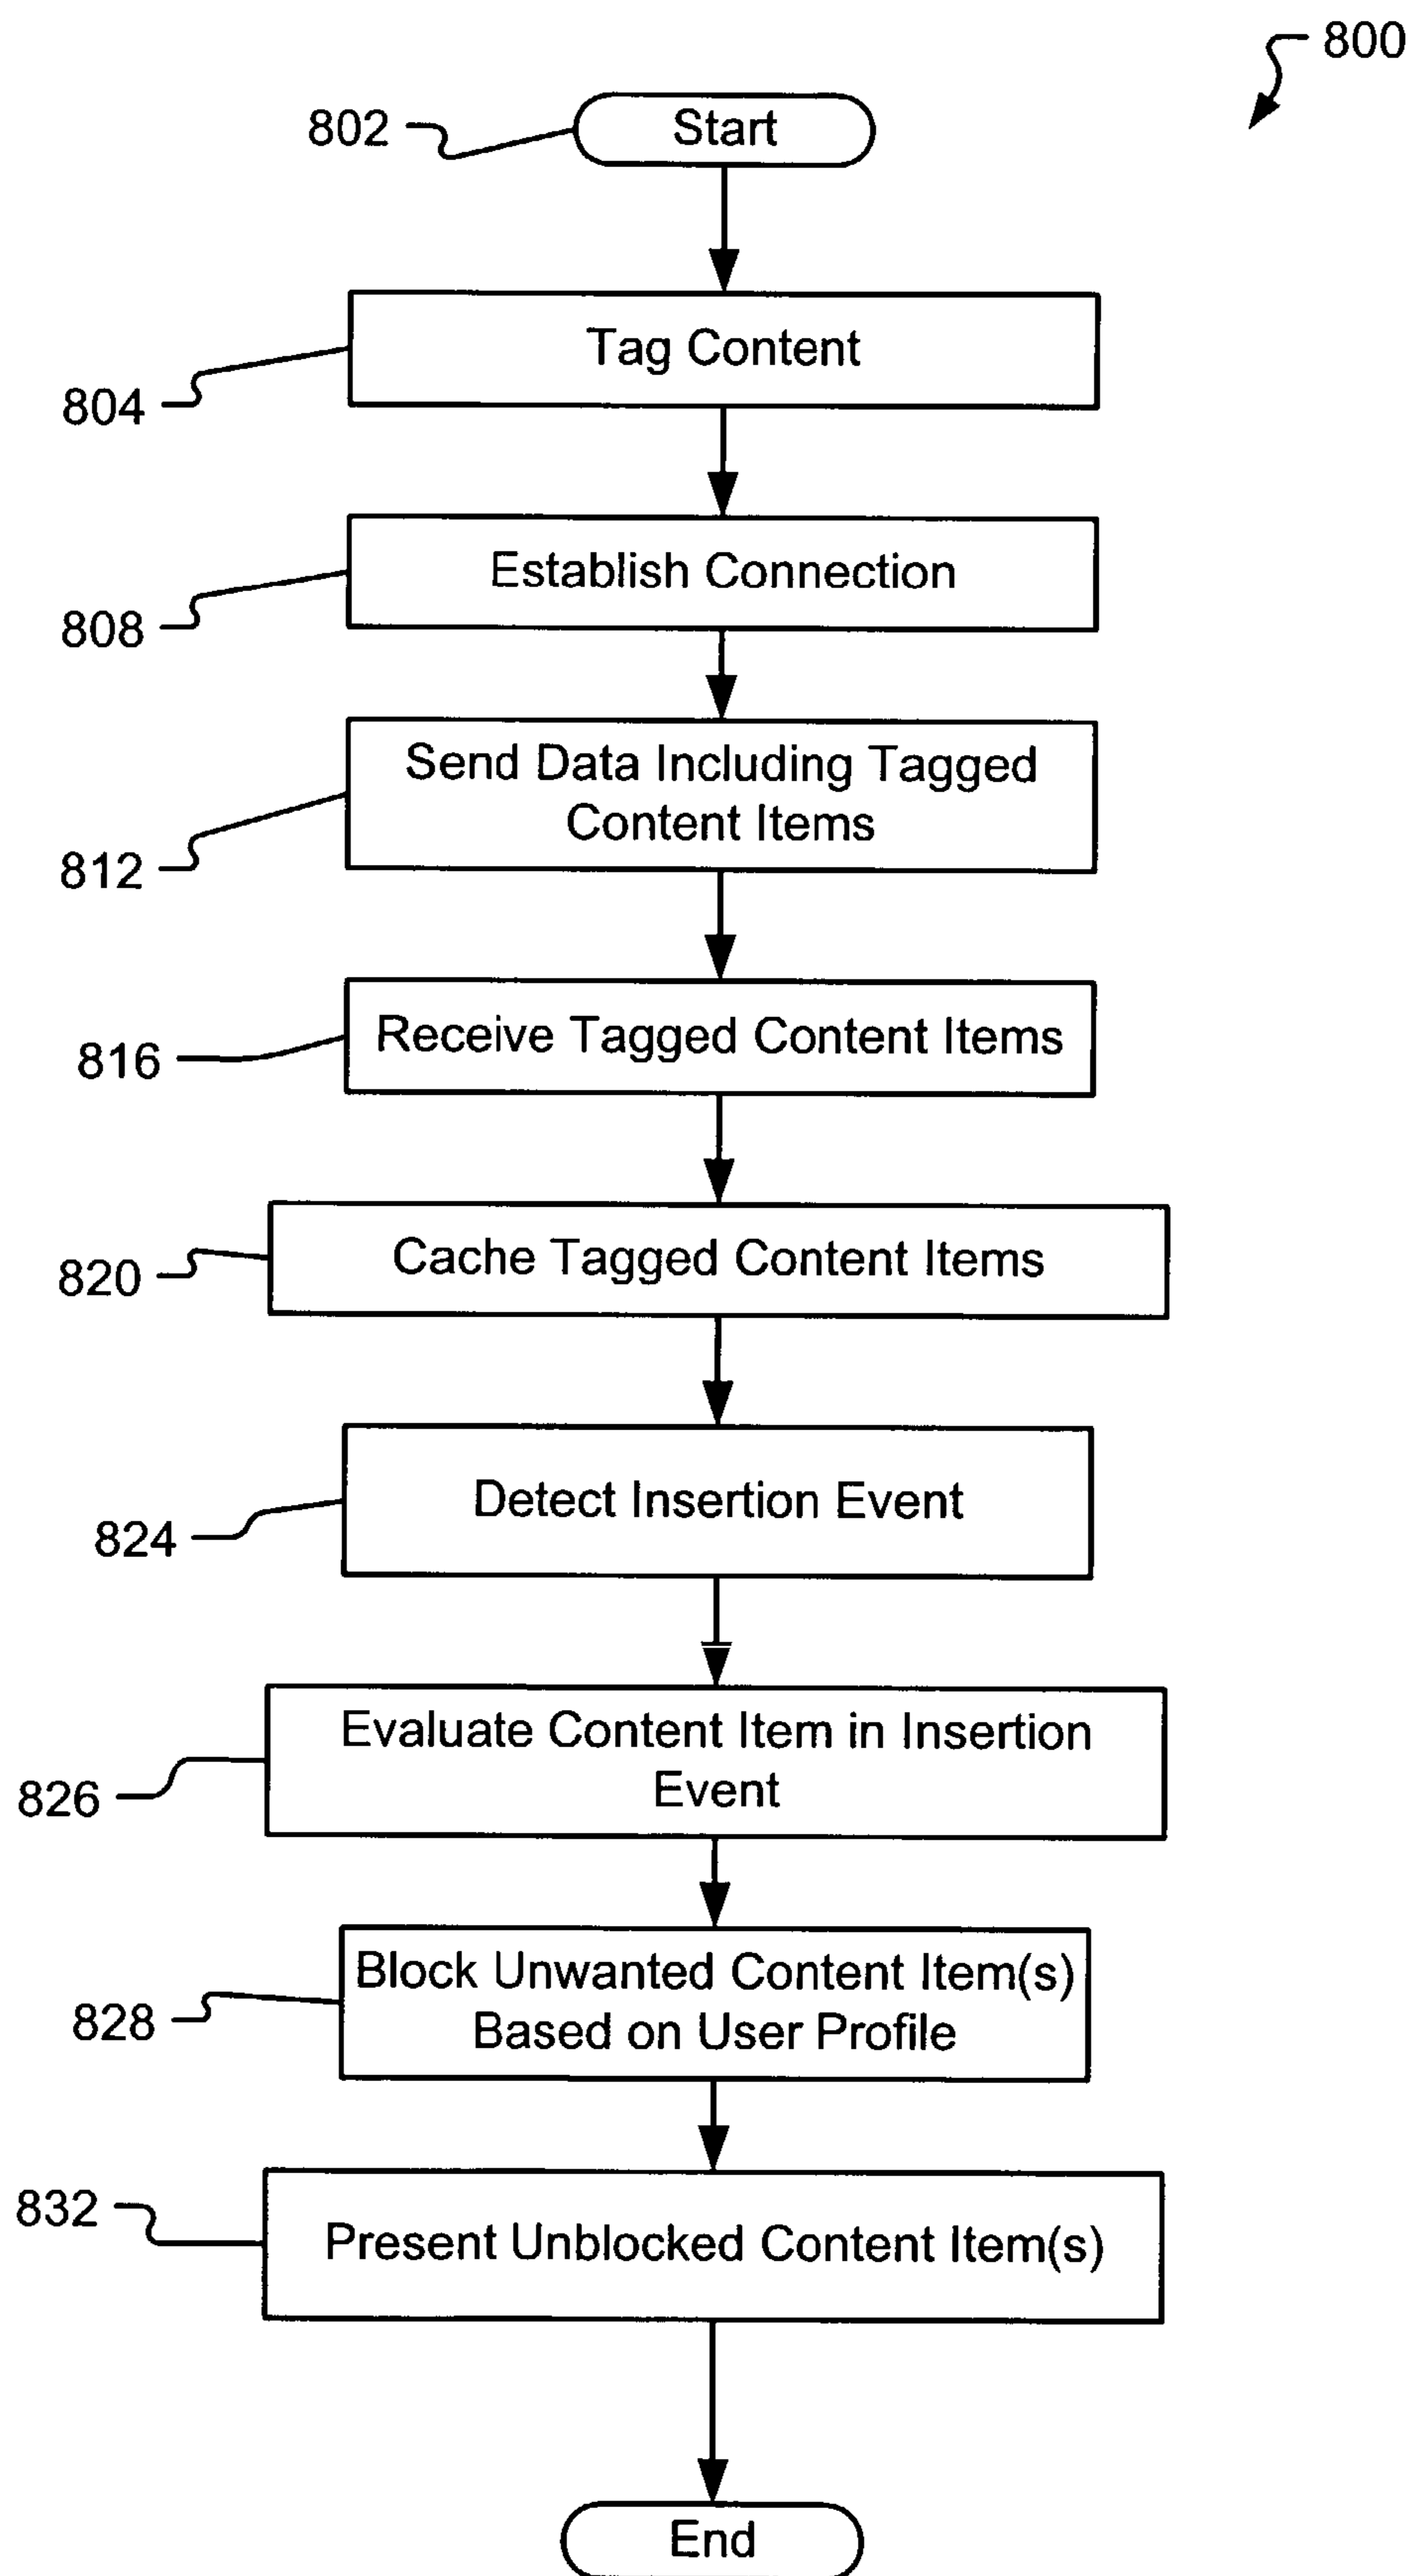 800
802
Start
Tag Content
804
Establish Connection
808
Send Data Including Tagged
Content Items
812
Receive Tagged Content Items
816
Cache Tagged Content Items
820
Detect Insertion Event
824
Evaluate Content Item in Insertion
Event
826
Block Unwanted Content Item(s)
Based on User Profile
828
832
Present Unblocked Content Item(s)
End